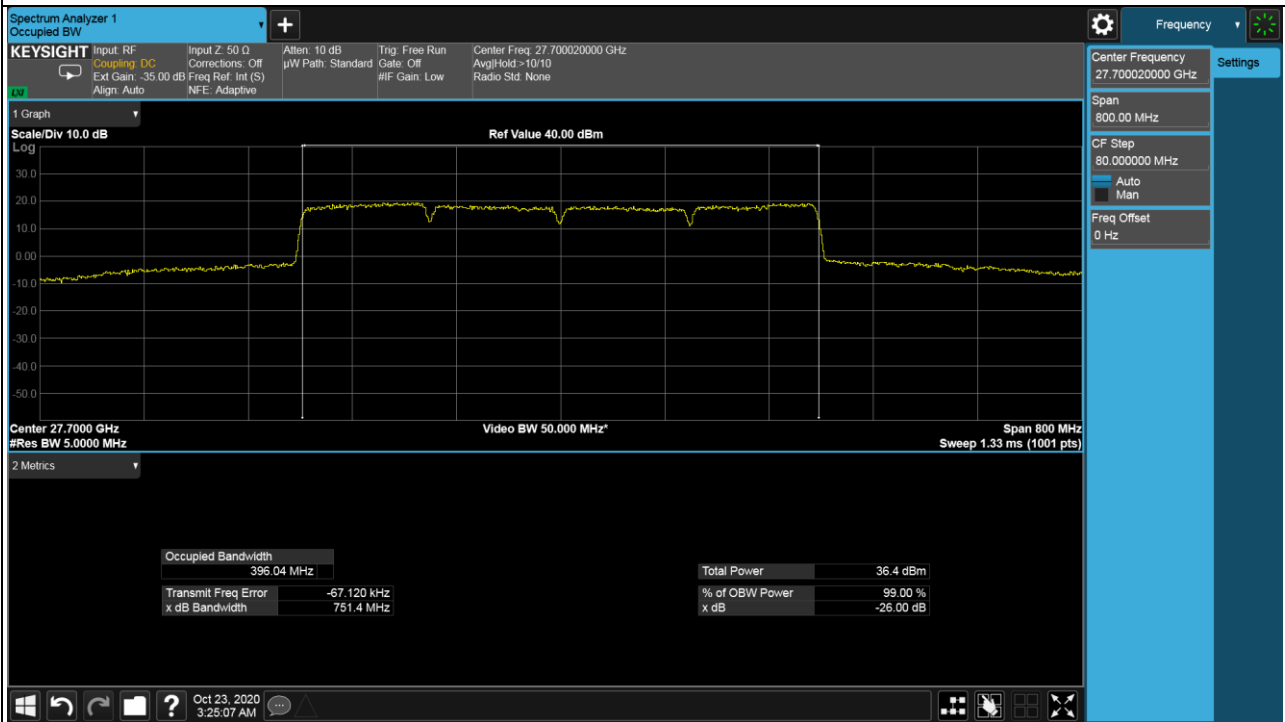 Spectrum Analyzer 1
Occupied BW
+
Frequency
KEYSIGHT Input: RF Input Z: 50 Ω Atten: 10 dB Trig: Free Run Center Freq: 27.700020000 GHz
Coupling: DC Corrections: Off µW Path: Standard Gate: Off Avg|Hold:>10/10
Ext Gain: -35.00 dB Freq Ref: Int (S) #IF Gain: Low Radio Std: None
Align: Auto NFE: Adaptive
Center Frequency
27.700020000 GHz
Settings
Span
800.00 MHz
CF Step
80.000000 MHz
Auto
Man
Freq Offset
0 Hz
1 Graph
Scale/Div 10.0 dB Ref Value 40.00 dBm
Log
30.0
20.0
10.0
0.00
-10.0
-20.0
-30.0
-40.0
-50.0
Center 27.7000 GHz Video BW 50.000 MHz* Span 800 MHz
#Res BW 5.0000 MHz Sweep 1.33 ms (1001 pts)
2 Metrics
Occupied Bandwidth
396.04 MHz
Total Power 36.4 dBm
Transmit Freq Error -67.120 kHz % of OBW Power 99.00 %
x dB Bandwidth 751.4 MHz x dB -26.00 dB
?
Oct 23, 2020
3:25:07 AM